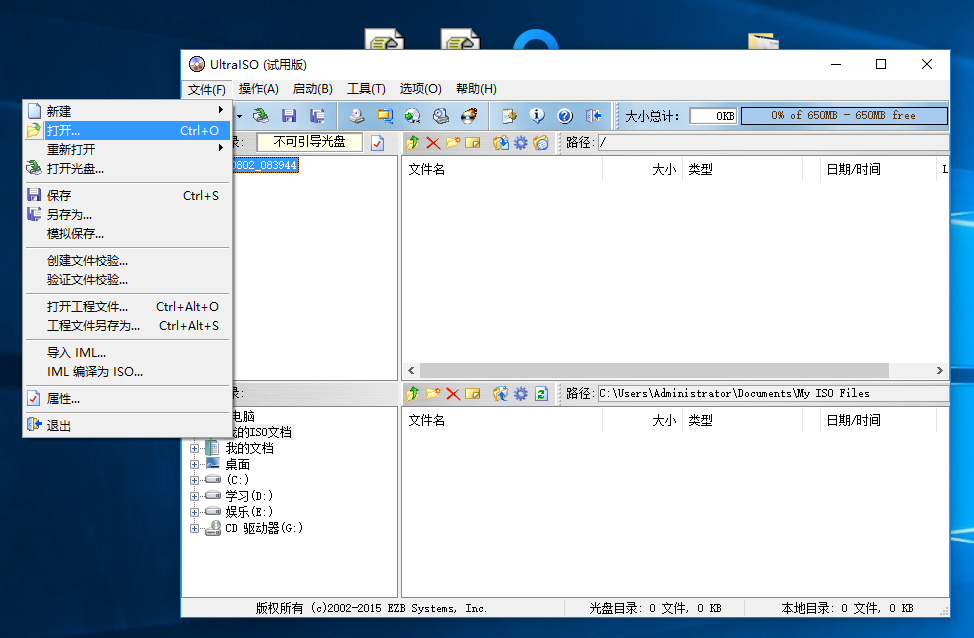 UltraISO (试用版)
文件(F) 操作(A) 启动(B) 工具(T) 选项(O) 帮助(H)
新建
打开... Ctrl+O
重新打开
打开光盘...
保存 Ctrl+S
另存为...
模拟保存...
创建文件校验...
验证文件校验...
打开工程文件... Ctrl+Alt+O
工程文件另存为... Ctrl+Alt+S
导入 IML...
IML 编译为 ISO...
属性...
退出
大小总计: 0KB 0% of 650MB - 650MB free
录: 不可引导光盘 路径: /
0802_083944
文件名 大小 类型 日期/时间 L
录: 路径: C:\Users\Administrator\Documents\My ISO Files
文件名 大小 类型 日期/时间
电脑
我的ISO文档
我的文档
桌面
(C:)
学习(D:)
娱乐(E:)
CD 驱动器(G:)
版权所有 (c)2002-2015 EZB Systems, Inc. 光盘目录: 0 文件, 0 KB 本地目录: 0 文件, 0 KB